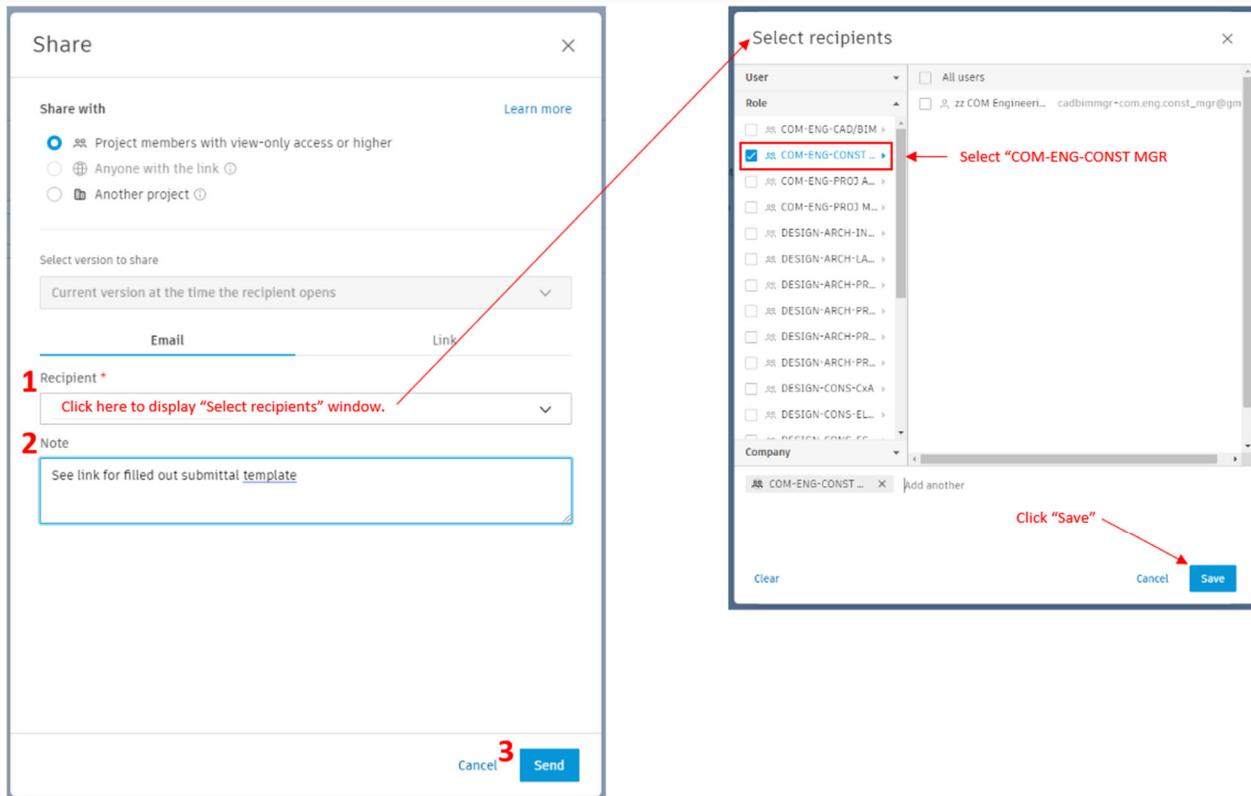 Share
Share with
Learn more
Project members with view-only access or higher
Anyone with the link
Another project
Select version to share
Current version at the time the recipient opens
Email
Link
1
Recipient *
Click here to display “Select recipients” window.
2
Note
See link for filled out submittal template
3
Cancel
Send
Select recipients
User
All users
Role
zz COM Engineeri... cadbimmgr+com.eng.const_mgr@gm
COM-ENG-CAD/BIM
COM-ENG-CONST ...
Select “COM-ENG-CONST MGR
COM-ENG-PROJ A...
COM-ENG-PROJ M...
DESIGN-ARCH-IN...
DESIGN-ARCH-LA...
DESIGN-ARCH-PR...
DESIGN-ARCH-PR...
DESIGN-ARCH-PR...
DESIGN-ARCH-PR...
DESIGN-CONS-CxA
DESIGN-CONS-EL...
Company
COM-ENG-CONST ...
Add another
Click “Save”
Clear
Cancel
Save